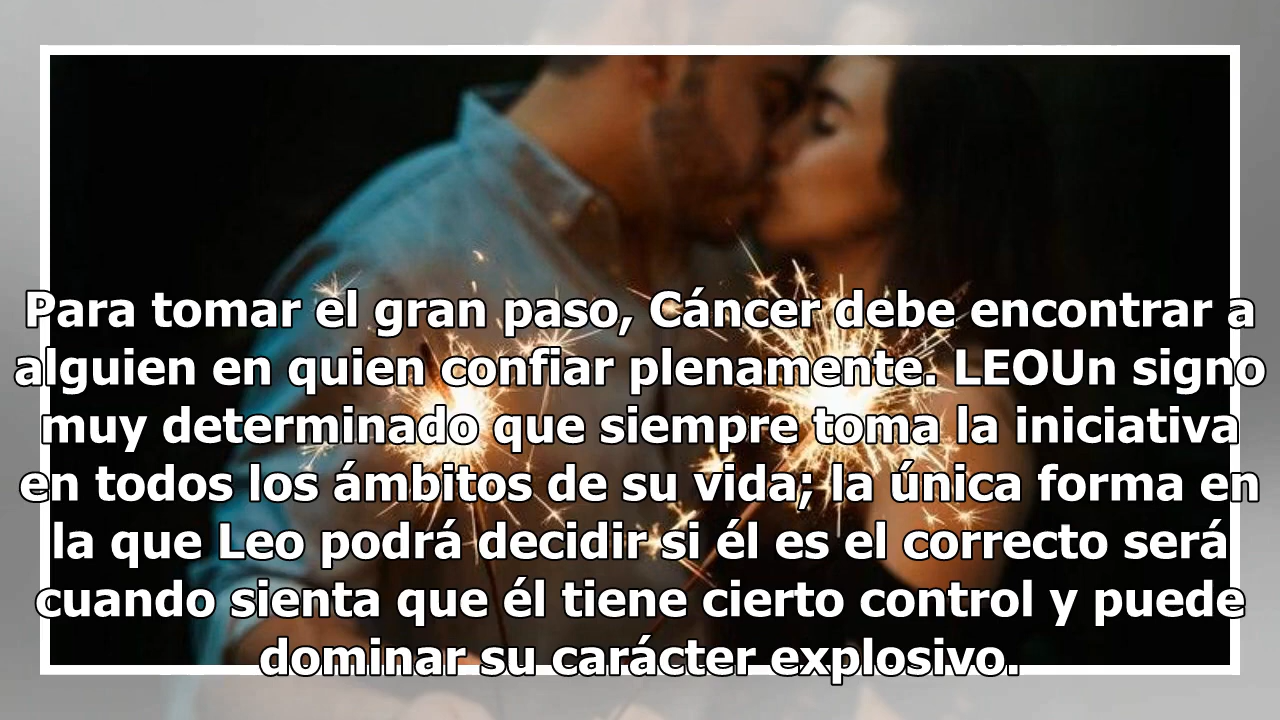 Para tomar el gran paso, Cáncer debe encontrar a
alguien en quien confiar plenamente. LEOUn signo
muy determinado que siempre toma la iniciativa
en todos los ámbitos de su vida; la única forma en
la que Leo podrá decidir si él es el correcto será
cuando sienta que él tiene cierto control y puede
dominar su carácter explosivo.